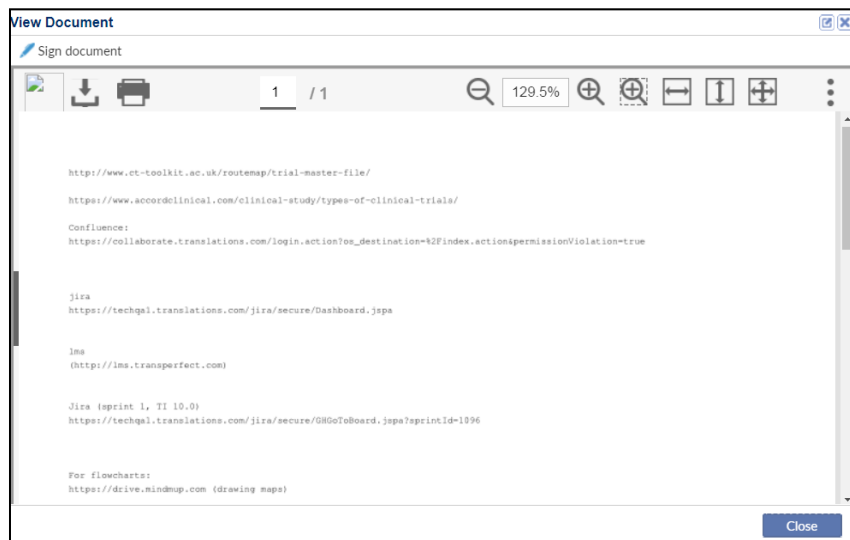 View Document
Sign document
1 / 1
129.5%
http://www.ct-toolkit.ac.uk/routemap/trial-master-file/
https://www.accordclinical.com/clinical-study/types-of-clinical-trials/
Confluence:
https://collaborate.translations.com/login.action?os_destination=%2Findex.action&permissionViolation=true
jira
https://techqa1.translations.com/jira/secure/Dashboard.jspa
lms
(http://lms.transperfect.com)
Jira (sprint 1, TI 10.0)
https://techqa1.translations.com/jira/secure/GHGoToBoard.jspa?sprintId=1096
For flowcharts:
https://drive.mindmup.com (drawing maps)
Close